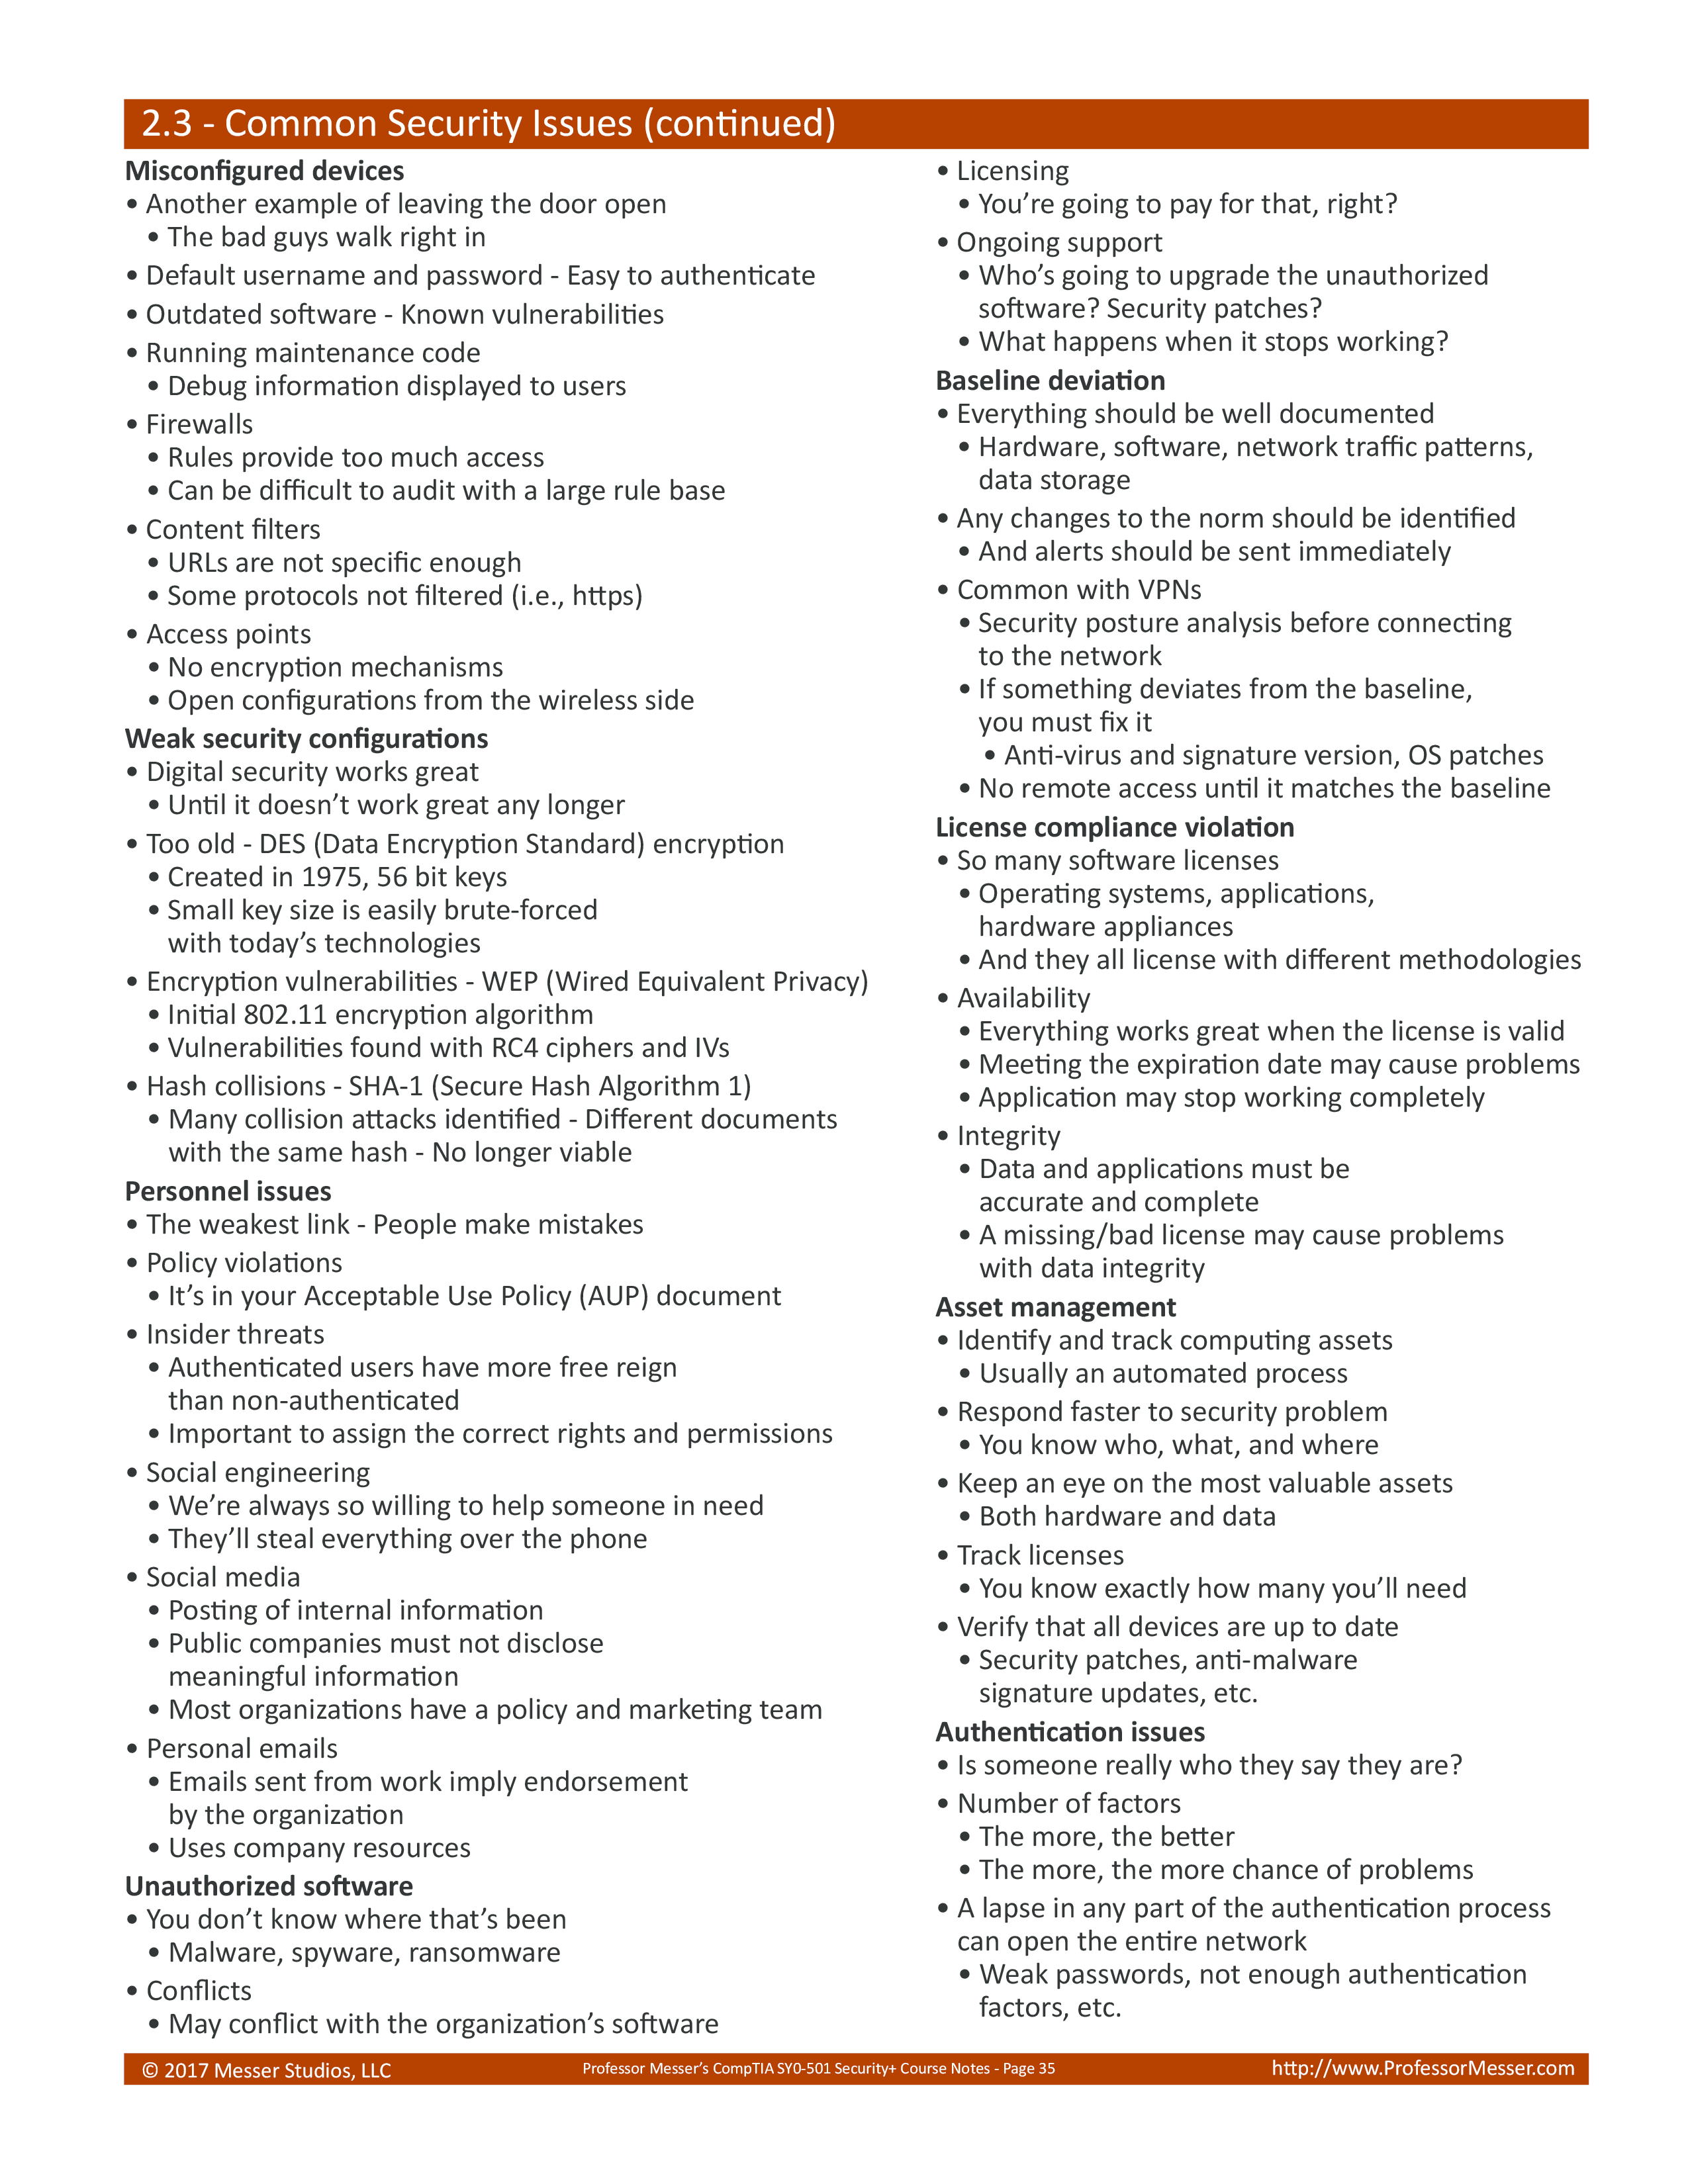 2.3 - Common Security Issues (continued)
Misconfigured devices
• Another example of leaving the door open
• The bad guys walk right in
• Default username and password - Easy to authenticate
• Outdated software - Known vulnerabilities
• Running maintenance code
• Debug information displayed to users
• Firewalls
• Rules provide too much access
• Can be difficult to audit with a large rule base
• Content filters
• URLs are not specific enough
• Some protocols not filtered (i.e., https)
• Access points
• No encryption mechanisms
• Open configurations from the wireless side
Weak security configurations
• Digital security works great
• Until it doesn’t work great any longer
• Too old - DES (Data Encryption Standard) encryption
• Created in 1975, 56 bit keys
• Small key size is easily brute-forced
with today’s technologies
• Encryption vulnerabilities - WEP (Wired Equivalent Privacy)
• Initial 802.11 encryption algorithm
• Vulnerabilities found with RC4 ciphers and IVs
• Hash collisions - SHA-1 (Secure Hash Algorithm 1)
• Many collision attacks identified - Different documents
with the same hash - No longer viable
Personnel issues
• The weakest link - People make mistakes
• Policy violations
• It’s in your Acceptable Use Policy (AUP) document
• Insider threats
• Authenticated users have more free reign
than non-authenticated
• Important to assign the correct rights and permissions
• Social engineering
• We’re always so willing to help someone in need
• They’ll steal everything over the phone
• Social media
• Posting of internal information
• Public companies must not disclose
meaningful information
• Most organizations have a policy and marketing team
• Personal emails
• Emails sent from work imply endorsement
by the organization
• Uses company resources
Unauthorized software
• You don’t know where that’s been
• Malware, spyware, ransomware
• Conflicts
• May conflict with the organization’s software
• Licensing
• You’re going to pay for that, right?
• Ongoing support
• Who’s going to upgrade the unauthorized
software? Security patches?
• What happens when it stops working?
Baseline deviation
• Everything should be well documented
• Hardware, software, network traffic patterns,
data storage
• Any changes to the norm should be identified
• And alerts should be sent immediately
• Common with VPNs
• Security posture analysis before connecting
to the network
• If something deviates from the baseline,
you must fix it
• Anti-virus and signature version, OS patches
• No remote access until it matches the baseline
License compliance violation
• So many software licenses
• Operating systems, applications,
hardware appliances
• And they all license with different methodologies
• Availability
• Everything works great when the license is valid
• Meeting the expiration date may cause problems
• Application may stop working completely
• Integrity
• Data and applications must be
accurate and complete
• A missing/bad license may cause problems
with data integrity
Asset management
• Identify and track computing assets
• Usually an automated process
• Respond faster to security problem
• You know who, what, and where
• Keep an eye on the most valuable assets
• Both hardware and data
• Track licenses
• You know exactly how many you’ll need
• Verify that all devices are up to date
• Security patches, anti-malware
signature updates, etc.
Authentication issues
• Is someone really who they say they are?
• Number of factors
• The more, the better
• The more, the more chance of problems
• A lapse in any part of the authentication process
can open the entire network
• Weak passwords, not enough authentication
factors, etc.
© 2017 Messer Studios, LLC
Professor Messer’s CompTIA SY0-501 Security+ Course Notes - Page 35
http://www.ProfessorMesser.com